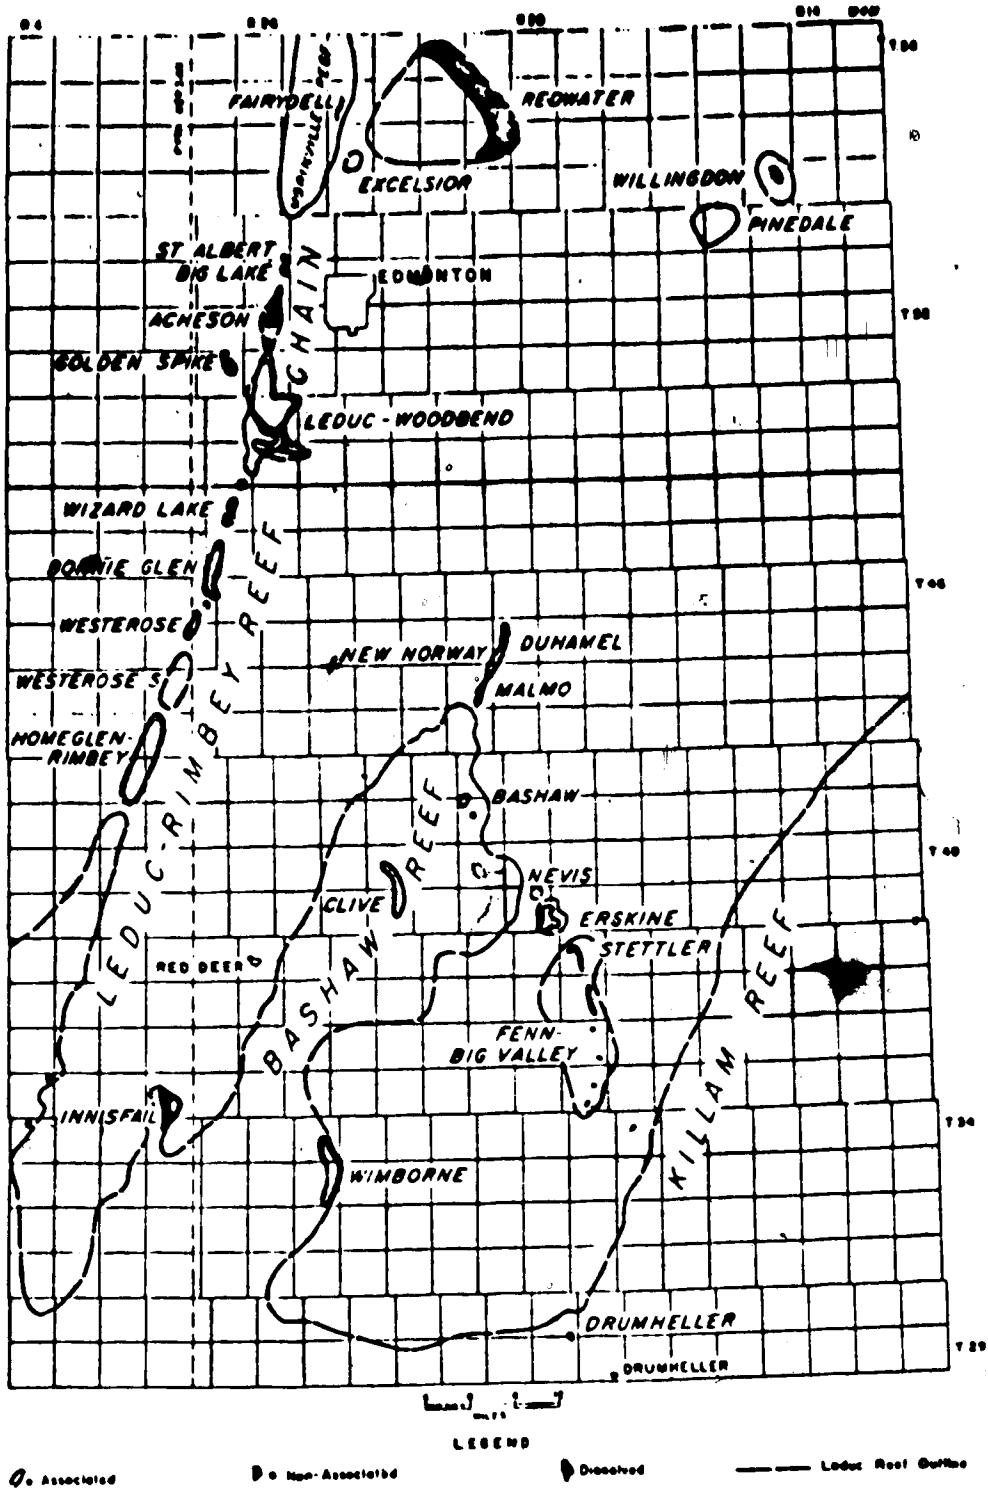 R 4
T 58
FAIRYDELL
REDWATER
EXCELSIOR
WILLINGDON
PINEDALE
ST ALBERT
BIG LAKE
EDMONTON
ACHESON
GOLDEN SPIKE
LEDUC-WOODBEND
WIZARD LAKE
BONNIE GLEN
T 46
WESTEROSE
NEW NORWAY
DUHAMEL
WESTEROSE S
MALMO
HOMEGLEN-
RIMBEY
BASHAW
T 40
NEVIS
CLIVE
ERSKINE
STETTLER
RED DEER
FENN-
BIG VALLEY
INNISFAIL
T 34
WIMBORNE
DRUMHELLER
T 29
DRUMHELLER
LEDUC-RIMBEY REEF CHAIN
BASHAW REEF
KILLAM REEF
MILES
LEGEND
Associated
Non-Associated
Dissolved
Leduc Reef Outline